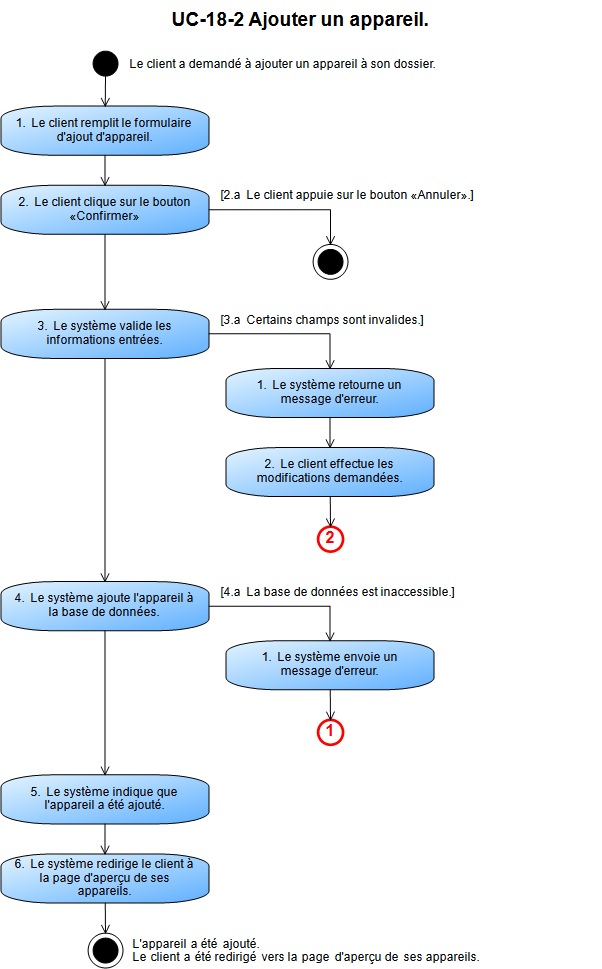 UC-18-2 Ajouter un appareil.
Le client a demandé à ajouter un appareil à son dossier.
1. Le client remplit le formulaire
d'ajout d'appareil.
2. Le client clique sur le bouton
«Confirmer»
[2.a Le client appuie sur le bouton «Annuler».]
3. Le système valide les
informations entrées.
[3.a Certains champs sont invalides.]
1. Le système retourne un
message d'erreur.
2. Le client effectue les
modifications demandées.
2
4. Le système ajoute l'appareil à
la base de données.
[4.a La base de données est inaccessible.]
1. Le système envoie un
message d'erreur.
1
5. Le système indique que
l'appareil a été ajouté.
6. Le système redirige le client à
la page d'aperçu de ses
appareils.
L'appareil a été ajouté.
Le client a été redirigé vers la page d'aperçu de ses appareils.